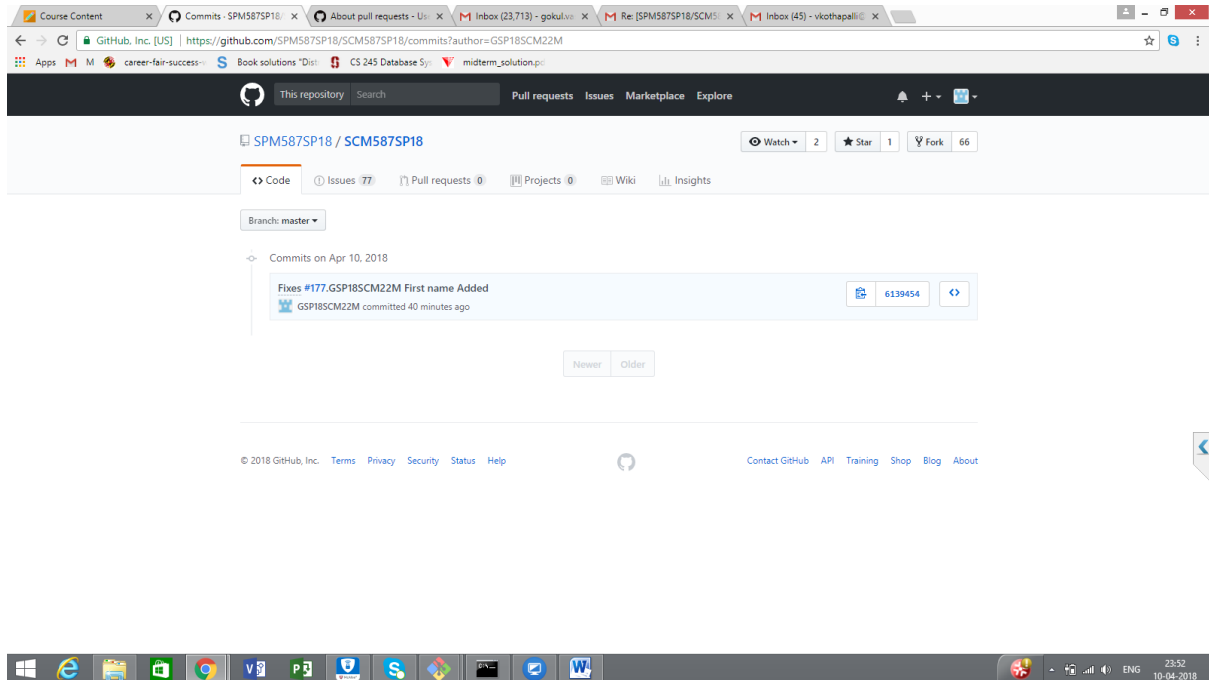 Course Content
Commits · SPM587SP18/
About pull requests - Us
Inbox (23,713) - gokul.va
Re: [SPM587SP18/SCM58
Inbox (45) - vkothapalli@
GitHub, Inc. [US] | https://github.com/SPM587SP18/SCM587SP18/commits?author=GSP18SCM22M
Apps M career-fair-success- Book solutions "Dist CS 245 Database Sy midterm_solution.pd
This repository Search Pull requests Issues Marketplace Explore
SPM587SP18 / SCM587SP18 Watch 2 Star 1 Fork 66
Code Issues 77 Pull requests 0 Projects 0 Wiki Insights
Branch: master
Commits on Apr 10, 2018
Fixes #177.GSP18SCM22M First name Added
GSP18SCM22M committed 40 minutes ago
6139454
Newer Older
© 2018 GitHub, Inc. Terms Privacy Security Status Help Contact GitHub API Training Shop Blog About
ENG 23:52
10-04-2018